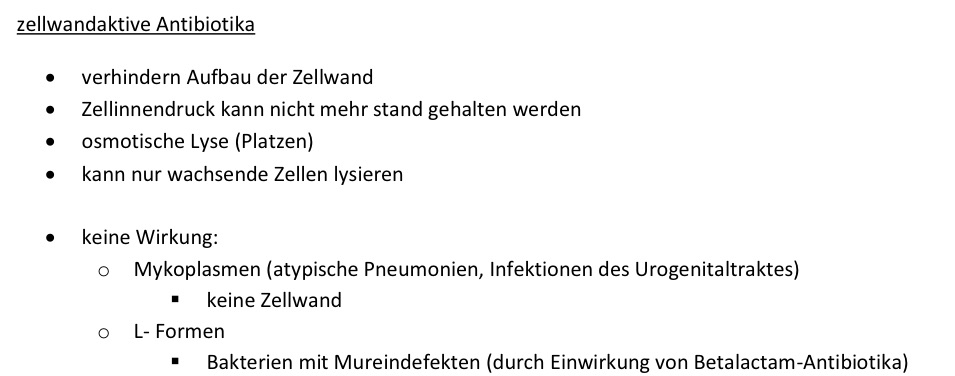 zellwandaktive Antibiotika
• verhindern Aufbau der Zellwand
• Zellinnendruck kann nicht mehr stand gehalten werden
• osmotische Lyse (Platzen)
• kann nur wachsende Zellen lysieren
• keine Wirkung:
o Mykoplasmen (atypische Pneumonien, Infektionen des Urogenitaltraktes)
▪ keine Zellwand
o L- Formen
▪ Bakterien mit Mureindefekten (durch Einwirkung von Betalactam-Antibiotika)